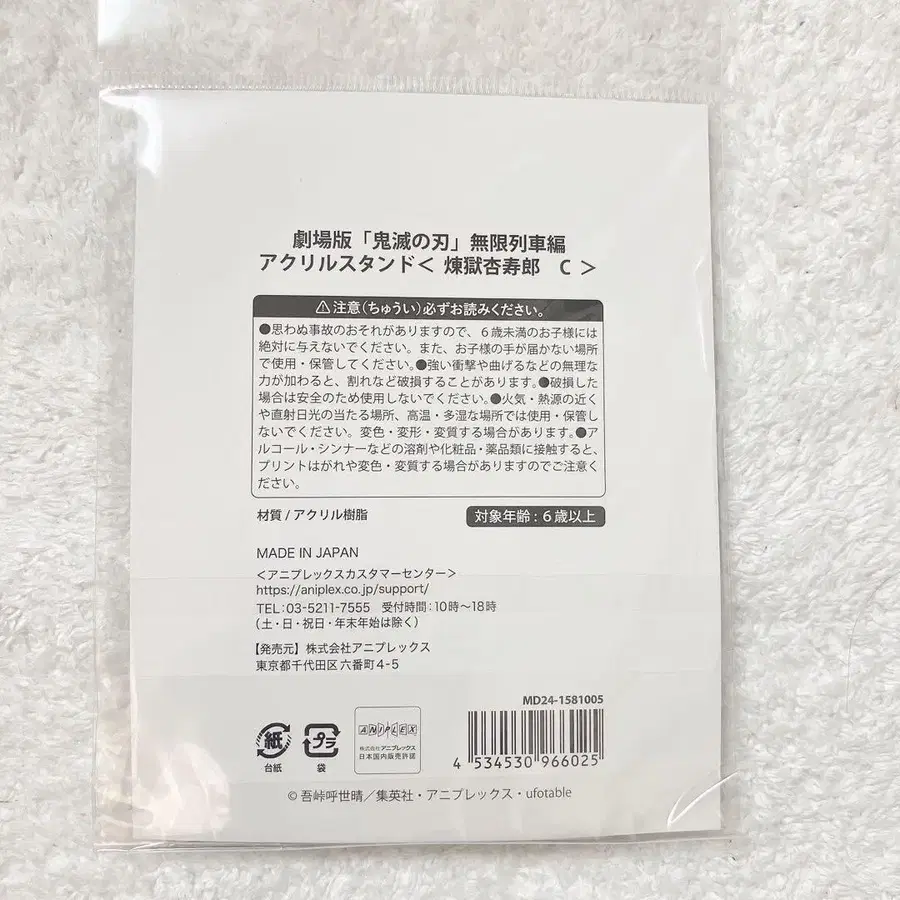 劇場版「鬼滅の刃」無限列車編
アクリルスタンド＜ 煉獄杏寿郎　C ＞
⚠注意（ちゅうい）必ずお読みください。
●思わぬ事故のおそれがありますので、６歳未満のお子様には
絶対に与えないでください。また、お子様の手が届かない場所
で使用・保管してください。●強い衝撃や曲げるなどの無理な
力が加わると、割れなど破損することがあります。●破損した
場合は安全のため使用しないでください。●火気・熱源の近く
や直射日光の当たる場所、高温・多湿な場所では使用・保管し
ないでください。変色・変形・変質する場合があります。●ア
ルコール・シンナーなどの溶剤や化粧品・薬品類に接触すると、
プリントはがれや変色・変質する場合がありますのでご注意く
ださい。
材質 / アクリル樹脂
対象年齢：６歳以上
MADE IN JAPAN
＜アニプレックスカスタマーセンター＞
https://aniplex.co.jp/support/
TEL：03-5211-7555　受付時間：10時～18時
（土・日・祝日・年末年始は除く）
【発売元】株式会社アニプレックス
東京都千代田区六番町4-5
MD24-1581005
紙
台紙
プラ
袋
ANIPLEX
株式会社アニプレックス
日本国内販売許諾
4 534530 966025
© 吾峠呼世晴／集英社・アニプレックス・ufotable